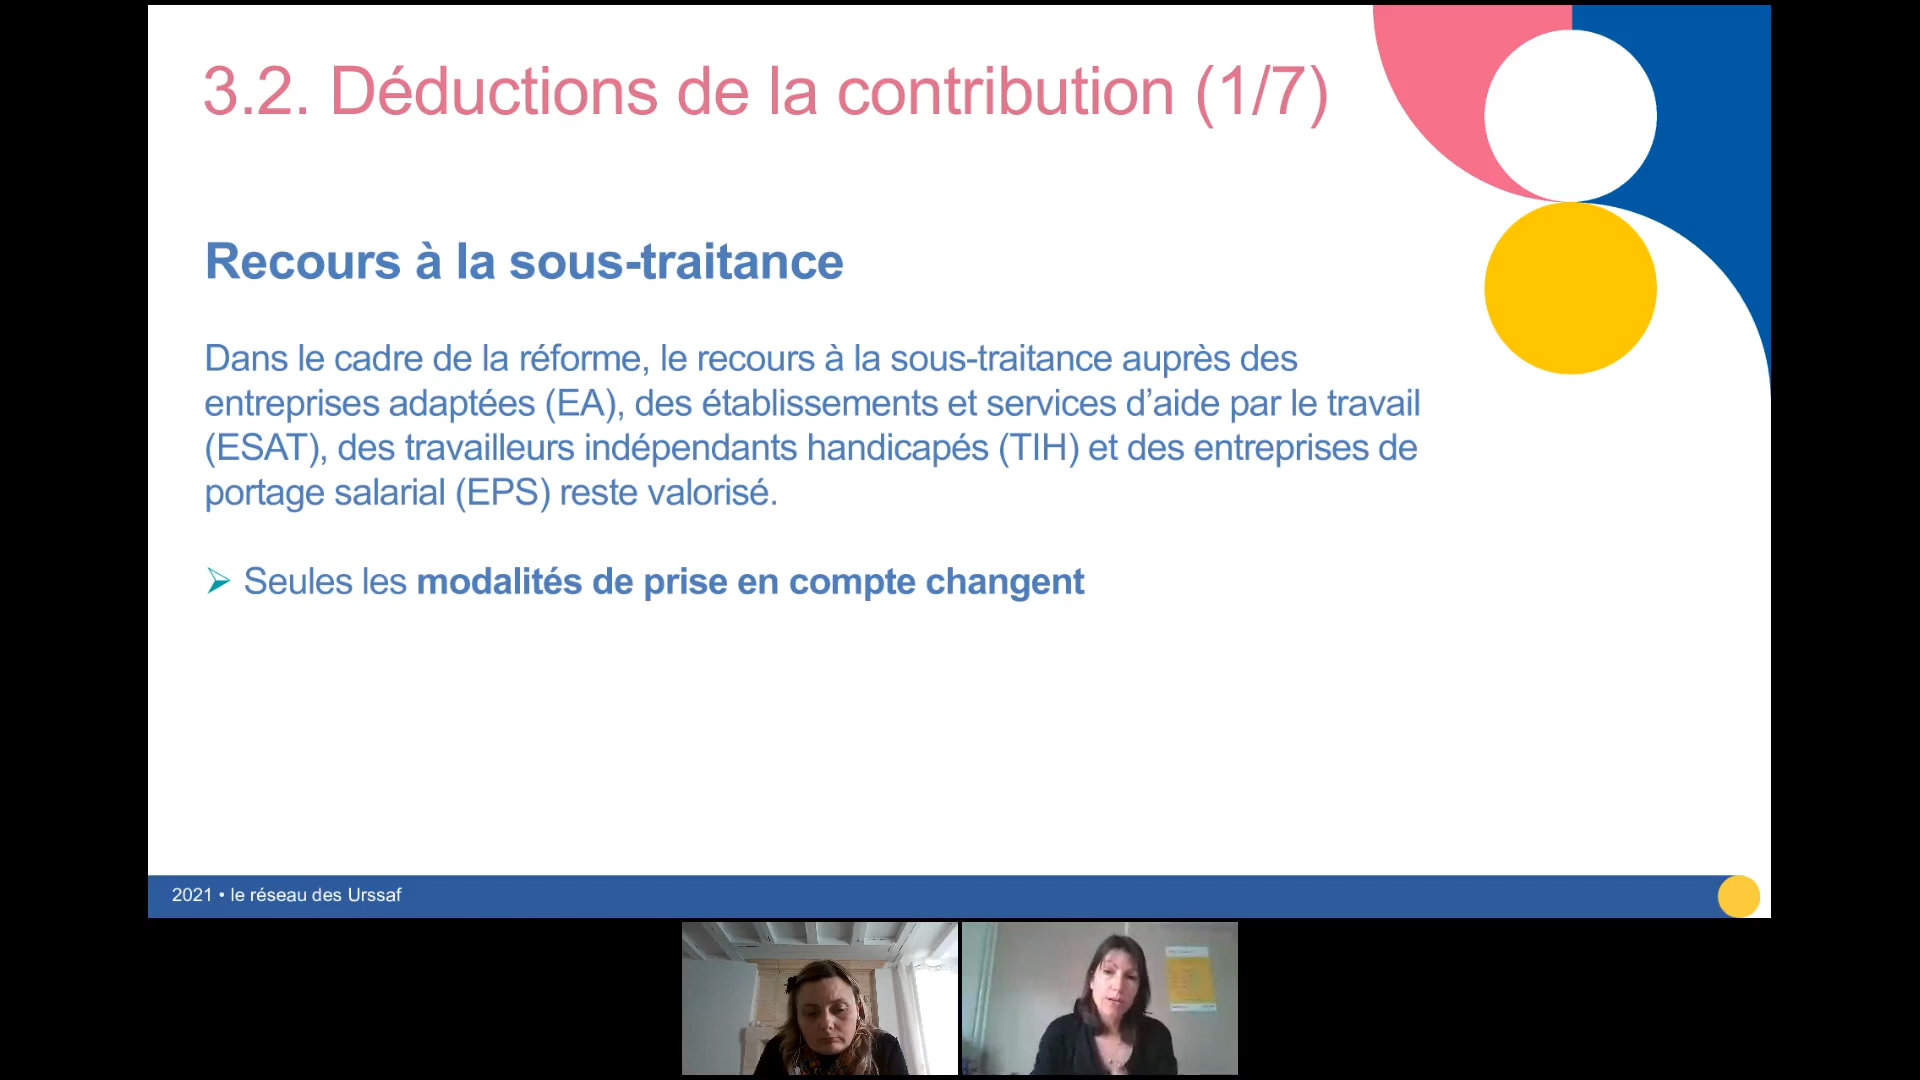 3.2. Déductions de la contribution (1/7)
Recours à la sous-traitance
Dans le cadre de la réforme, le recours à la sous-traitance auprès des
entreprises adaptées (EA), des établissements et services d’aide par le travail
(ESAT), des travailleurs indépendants handicapés (TIH) et des entreprises de
portage salarial (EPS) reste valorisé.
Seules les modalités de prise en compte changent
2021 • le réseau des Urssaf